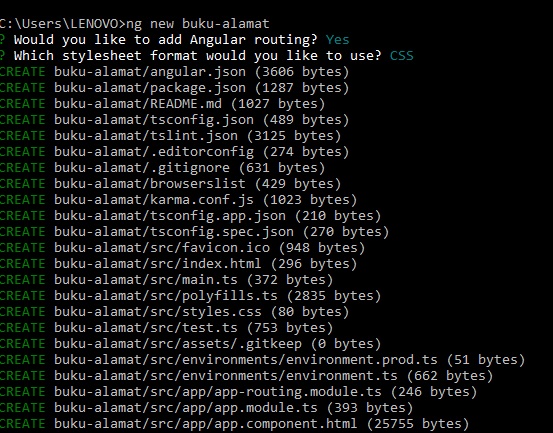 C:\Users\LENOVO>ng new buku-alamat
? Would you like to add Angular routing? Yes
? Which stylesheet format would you like to use? CSS
CREATE buku-alamat/angular.json (3606 bytes)
CREATE buku-alamat/package.json (1287 bytes)
CREATE buku-alamat/README.md (1027 bytes)
CREATE buku-alamat/tsconfig.json (489 bytes)
CREATE buku-alamat/tslint.json (3125 bytes)
CREATE buku-alamat/.editorconfig (274 bytes)
CREATE buku-alamat/.gitignore (631 bytes)
CREATE buku-alamat/browserslist (429 bytes)
CREATE buku-alamat/karma.conf.js (1023 bytes)
CREATE buku-alamat/tsconfig.app.json (210 bytes)
CREATE buku-alamat/tsconfig.spec.json (270 bytes)
CREATE buku-alamat/src/favicon.ico (948 bytes)
CREATE buku-alamat/src/index.html (296 bytes)
CREATE buku-alamat/src/main.ts (372 bytes)
CREATE buku-alamat/src/polyfills.ts (2835 bytes)
CREATE buku-alamat/src/styles.css (80 bytes)
CREATE buku-alamat/src/test.ts (753 bytes)
CREATE buku-alamat/src/assets/.gitkeep (0 bytes)
CREATE buku-alamat/src/environments/environment.prod.ts (51 bytes)
CREATE buku-alamat/src/environments/environment.ts (662 bytes)
CREATE buku-alamat/src/app/app-routing.module.ts (246 bytes)
CREATE buku-alamat/src/app/app.module.ts (393 bytes)
CREATE buku-alamat/src/app/app.component.html (25755 bytes)